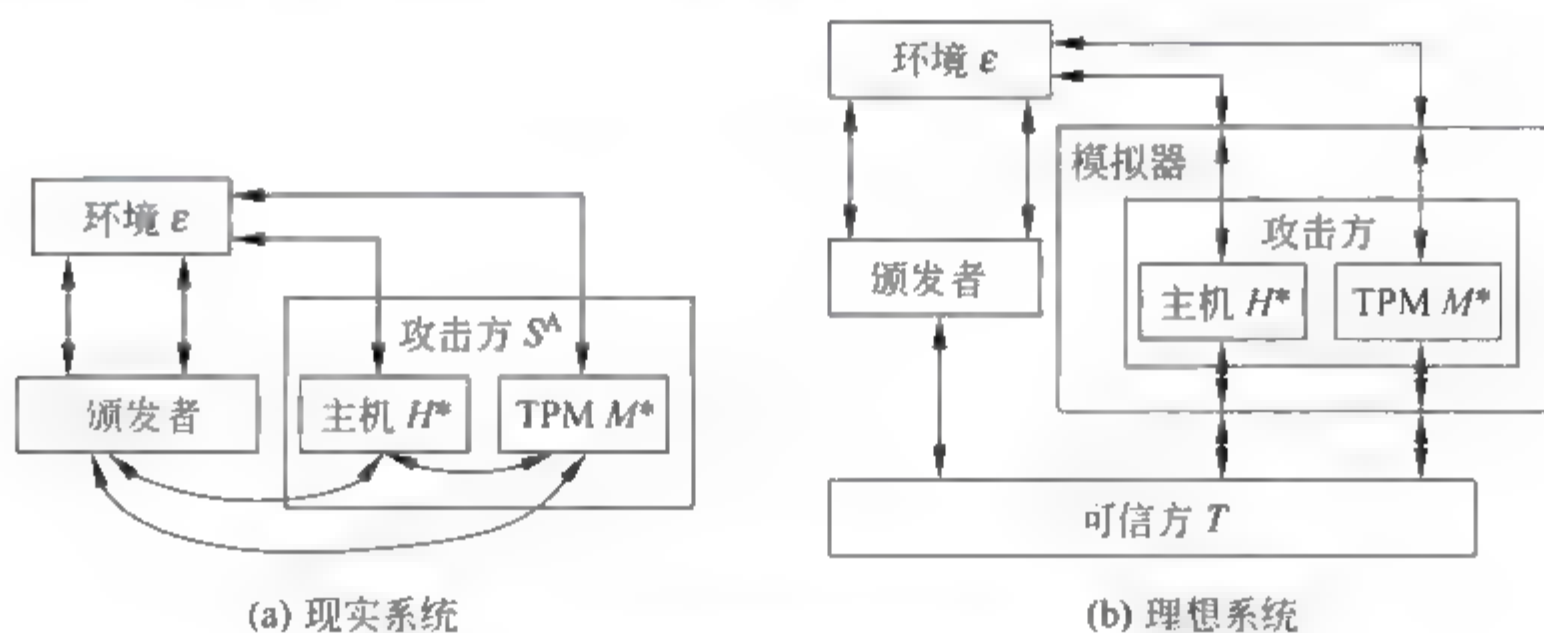 环境 ε
颁发者
攻击方 Sᴬ
主机 H*
TPM M*
(a) 现实系统
环境 ε
模拟器
攻击方
颁发者
主机 H*
TPM M*
可信方 T
(b) 理想系统